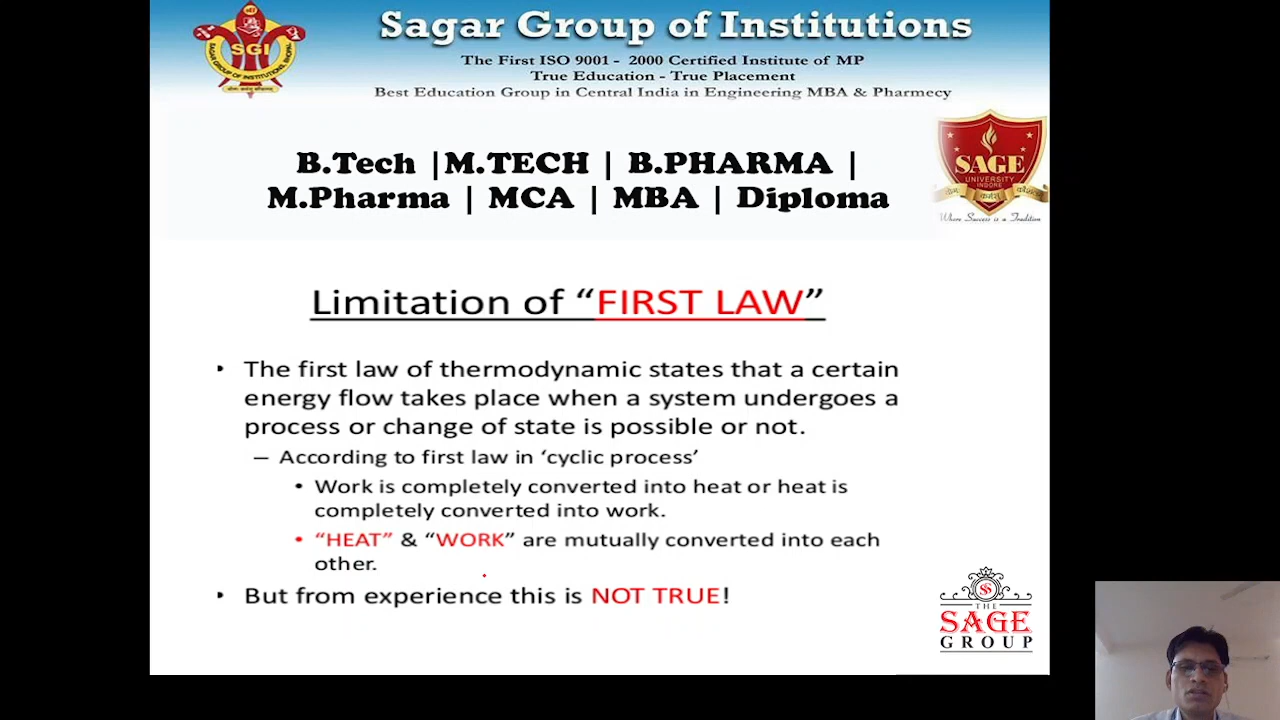 SGI
Sagar Group of Institutions
The First ISO 9001 - 2000 Certified Institute of MP
True Education - True Placement
Best Education Group in Central India in Engineering MBA & Pharmecy
B.Tech |M.TECH | B.PHARMA |
M.Pharma | MCA | MBA | Diploma
SAGE
UNIVERSITY
INDORE
Where Success is a Tradition
Limitation of “FIRST LAW”
• The first law of thermodynamic states that a certain
energy flow takes place when a system undergoes a
process or change of state is possible or not.
– According to first law in ‘cyclic process’
• Work is completely converted into heat or heat is
completely converted into work.
• “HEAT” & “WORK” are mutually converted into each
other.
• But from experience this is NOT TRUE!
THE
SAGE
GROUP